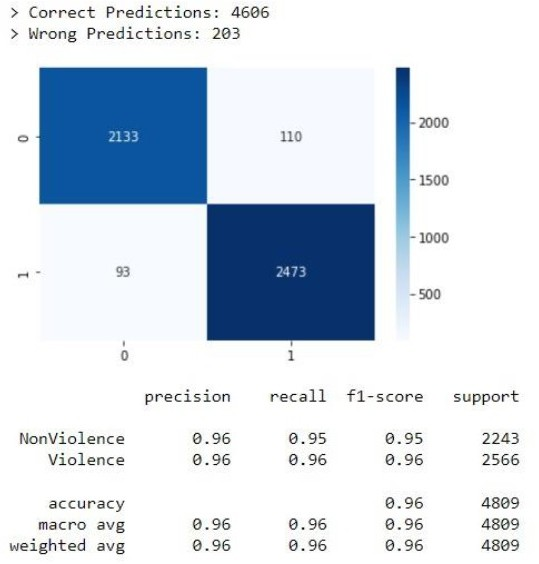 > Correct Predictions: 4606
> Wrong Predictions: 203
0 2133 110
1 93 2473
0 1
2000
1500
1000
500
precision recall f1-score support
NonViolence 0.96 0.95 0.95 2243
Violence 0.96 0.96 0.96 2566
accuracy 0.96 4809
macro avg 0.96 0.96 0.96 4809
weighted avg 0.96 0.96 0.96 4809